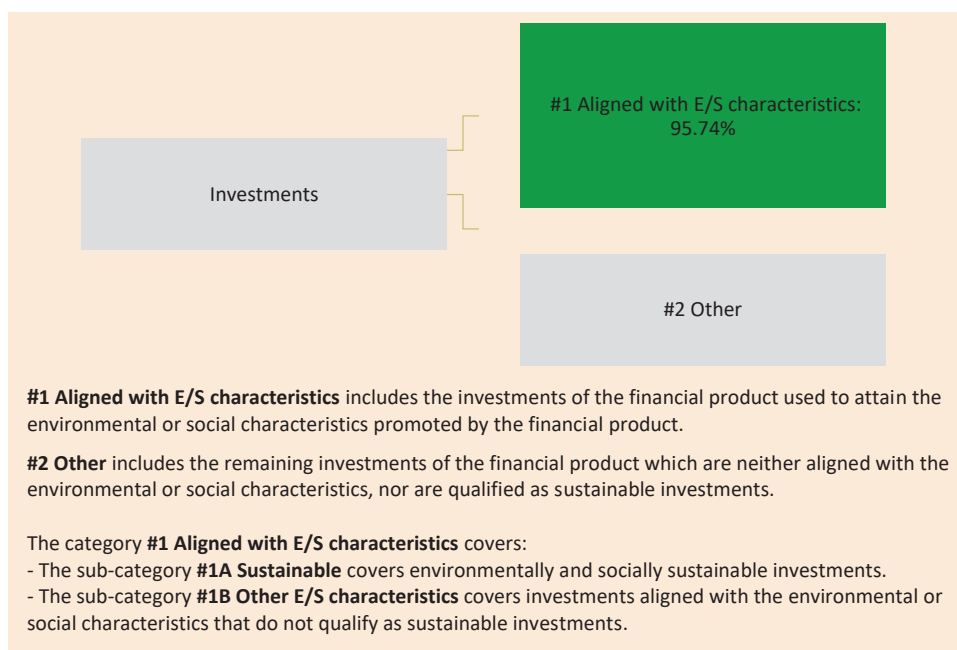 #1 Aligned with E/S characteristics:
95.74%
Investments
#2 Other
#1 Aligned with E/S characteristics includes the investments of the financial product used to attain the
environmental or social characteristics promoted by the financial product.
#2 Other includes the remaining investments of the financial product which are neither aligned with the
environmental or social characteristics, nor are qualified as sustainable investments.
The category #1 Aligned with E/S characteristics covers:
- The sub-category #1A Sustainable covers environmentally and socially sustainable investments.
- The sub-category #1B Other E/S characteristics covers investments aligned with the environmental or
social characteristics that do not qualify as sustainable investments.